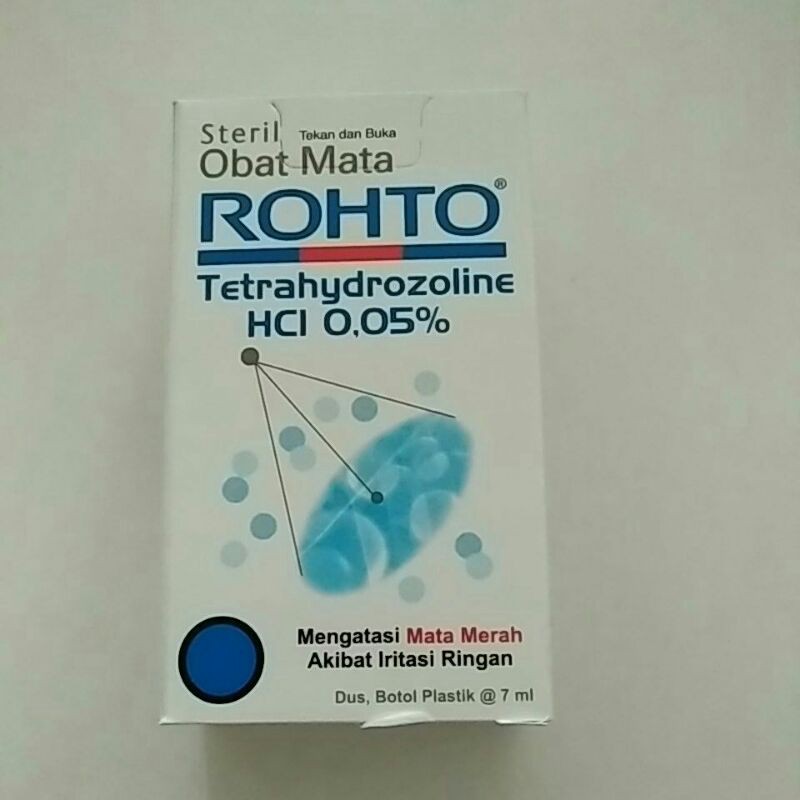 Steril
Tekan dan Buka
Obat Mata
ROHTO®
Tetrahydrozoline
HCl 0,05%
Mengatasi Mata Merah
Akibat Iritasi Ringan
Dus, Botol Plastik @ 7 ml